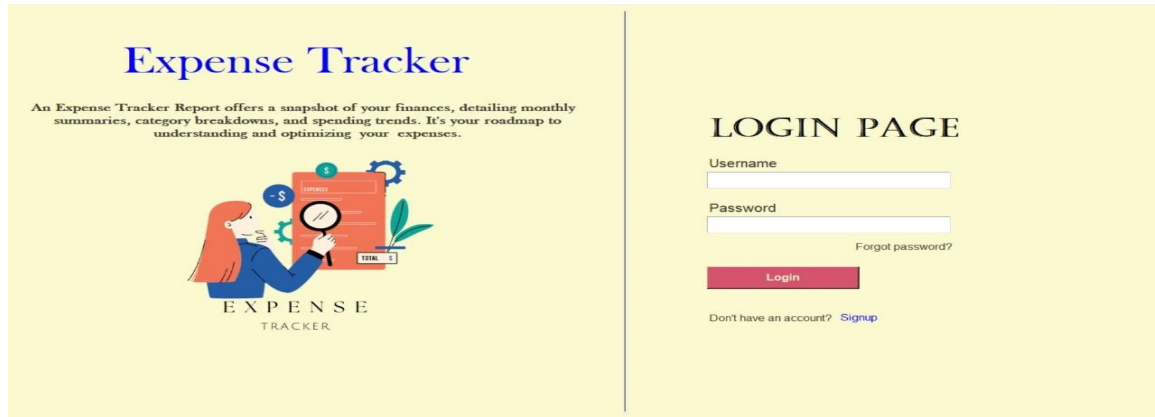 Expense Tracker
An Expense Tracker Report offers a snapshot of your finances, detailing monthly
summaries, category breakdowns, and spending trends. It's your roadmap to
understanding and optimizing your expenses.
$
- $
EXPENSES
TOTAL $
EXPENSE
TRACKER
LOGIN PAGE
Username
Password
Forgot password?
Login
Don't have an account? Signup